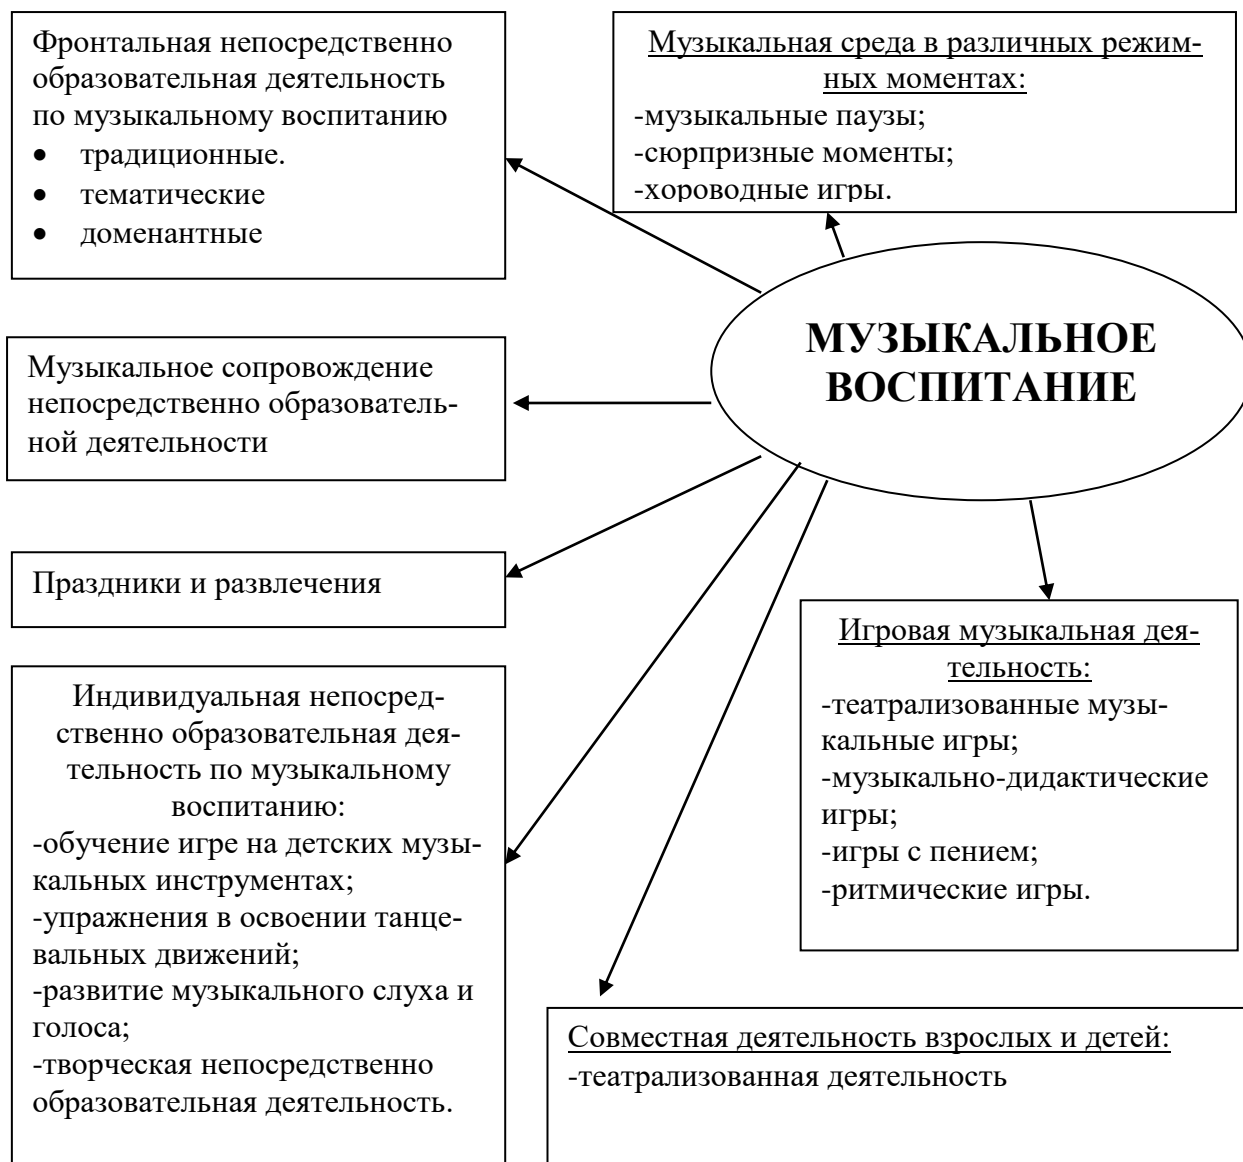 Фронтальная непосредственно
образовательная деятельность
по музыкальному воспитанию
• традиционные.
• тематические
• доменантные
Музыкальная среда в различных режим-
ных моментах:
-музыкальные паузы;
-сюрпризные моменты;
-хороводные игры.
МУЗЫКАЛЬНОЕ
ВОСПИТАНИЕ
Музыкальное сопровождение
непосредственно образователь-
ной деятельности
Праздники и развлечения
Индивидуальная непосред-
ственно образовательная дея-
тельность по музыкальному
воспитанию:
-обучение игре на детских музы-
кальных инструментах;
-упражнения в освоении танце-
вальных движений;
-развитие музыкального слуха и
голоса;
-творческая непосредственно
образовательная деятельность.
Игровая музыкальная дея-
тельность:
-театрализованные музы-
кальные игры;
-музыкально-дидактические
игры;
-игры с пением;
-ритмические игры.
Совместная деятельность взрослых и детей:
-театрализованная деятельность